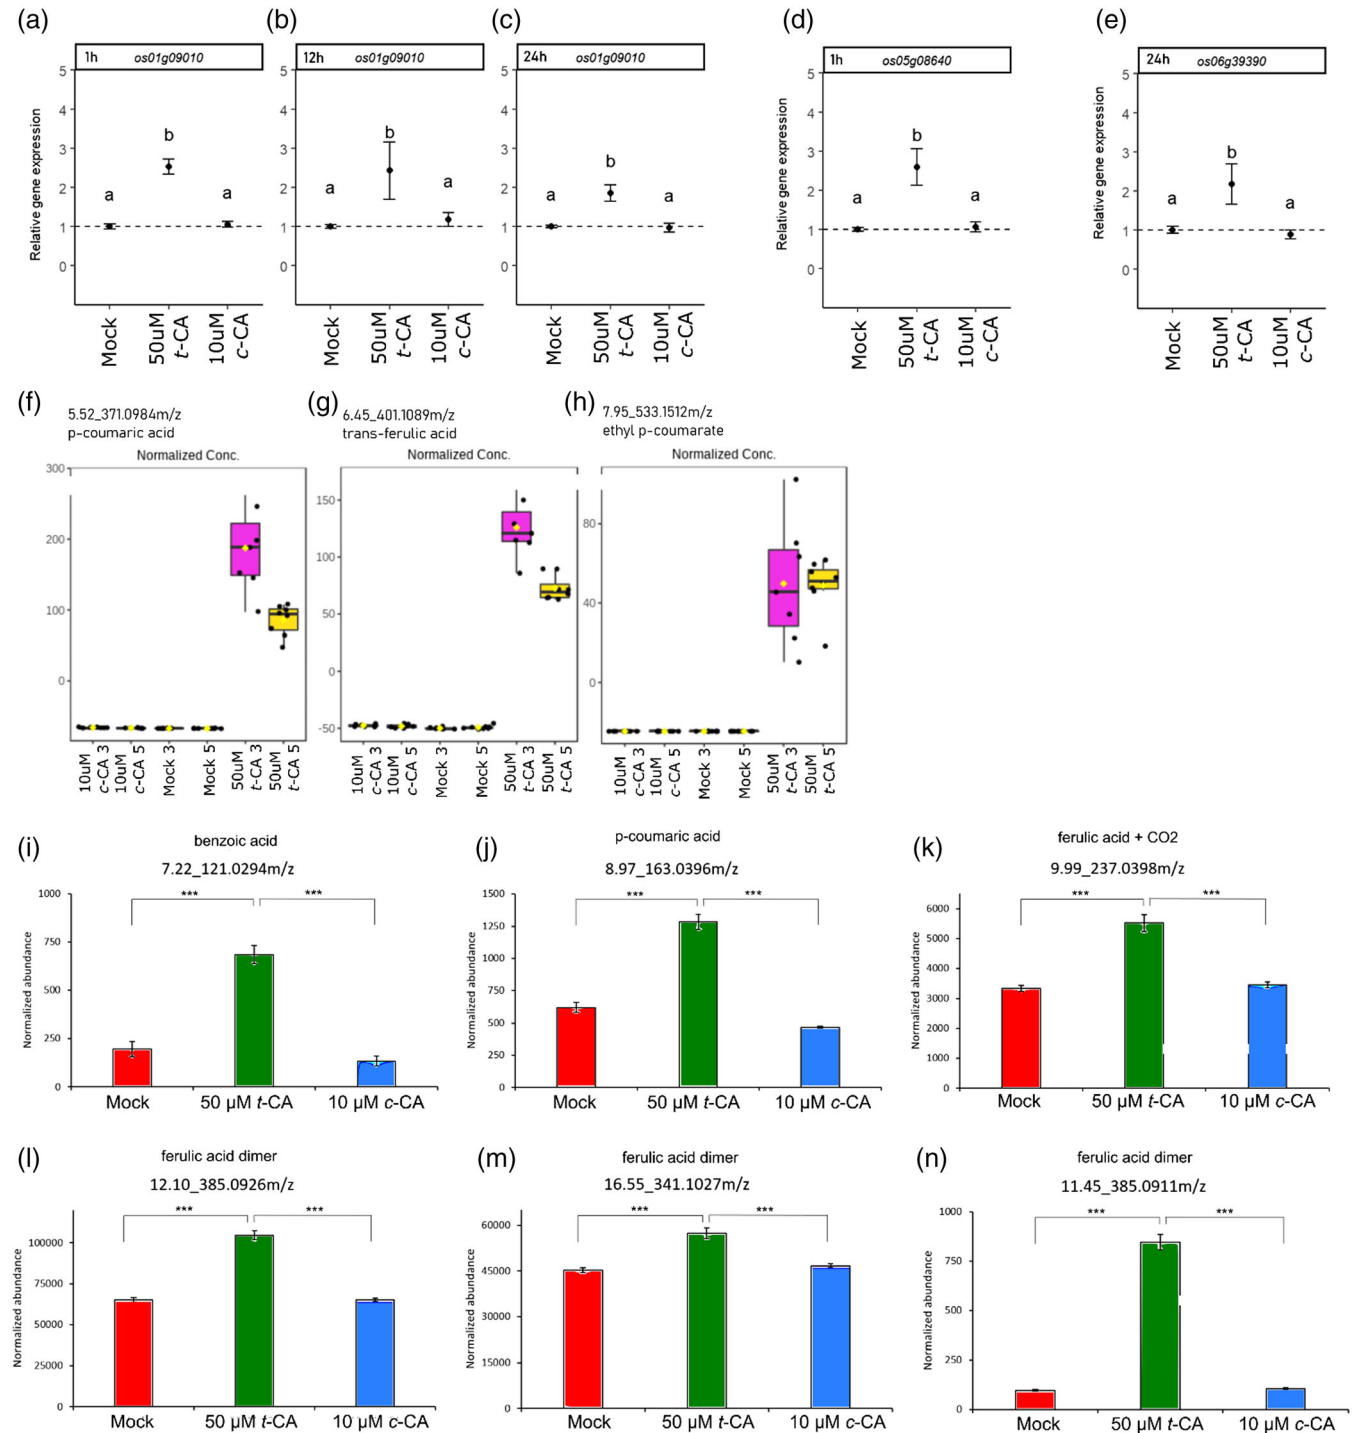 (a)
1h os01g09010
Relative gene expression
5
4
3
2
1
0
a
b
a
Mock
50uM
t-CA
10uM
c-CA
(b)
12h os01g09010
5
4
3
2
1
0
a
b
a
Mock
50uM
t-CA
10uM
c-CA
(c)
24h os01g09010
5
4
3
2
1
0
a
b
a
Mock
50uM
t-CA
10uM
c-CA
(d)
1h os05g08640
Relative gene expression
5
4
3
2
1
0
a
b
a
Mock
50uM
t-CA
10uM
c-CA
(e)
24h os06g39390
Relative gene expression
5
4
3
2
1
0
a
b
a
Mock
50uM
t-CA
10uM
c-CA
(f)
5.52_371.0984m/z
p-coumaric acid
Normalized Conc.
300
200
100
0
10uM
c-CA 3
10uM
c-CA 5
Mock 3
Mock 5
50uM
t-CA 3
50uM
t-CA 5
(g)
6.45_401.1089m/z
trans-ferulic acid
Normalized Conc.
150
100
50
0
-50
10uM
c-CA 3
10uM
c-CA 5
Mock 3
Mock 5
50uM
t-CA 3
50uM
t-CA 5
(h)
7.95_533.1512m/z
ethyl p-coumarate
Normalized Conc.
80
40
0
10uM
c-CA 3
10uM
c-CA 5
Mock 3
Mock 5
50uM
t-CA 3
50uM
t-CA 5
(i)
benzoic acid
7.22_121.0294m/z
Normalized abundance
1000
750
500
250
0
*** ***
Mock 50 µM t-CA 10 µM c-CA
(j)
p-coumaric acid
8.97_163.0396m/z
Normalized abundance
1500
1250
1000
750
500
250
0
*** ***
Mock 50 µM t-CA 10 µM c-CA
(k)
ferulic acid + CO2
9.99_237.0398m/z
Normalized abundance
6000
5000
4000
3000
2000
1000
0
*** ***
Mock 50 µM t-CA 10 µM c-CA
(l)
ferulic acid dimer
12.10_385.0926m/z
Normalized abundance
100000
75000
50000
25000
0
*** ***
Mock 50 µM t-CA 10 µM c-CA
(m)
ferulic acid dimer
16.55_341.1027m/z
Normalized abundance
60000
45000
30000
15000
0
*** ***
Mock 50 µM t-CA 10 µM c-CA
(n)
ferulic acid dimer
11.45_385.0911m/z
Normalized abundance
1000
750
500
250
0
*** ***
Mock 50 µM t-CA 10 µM c-CA